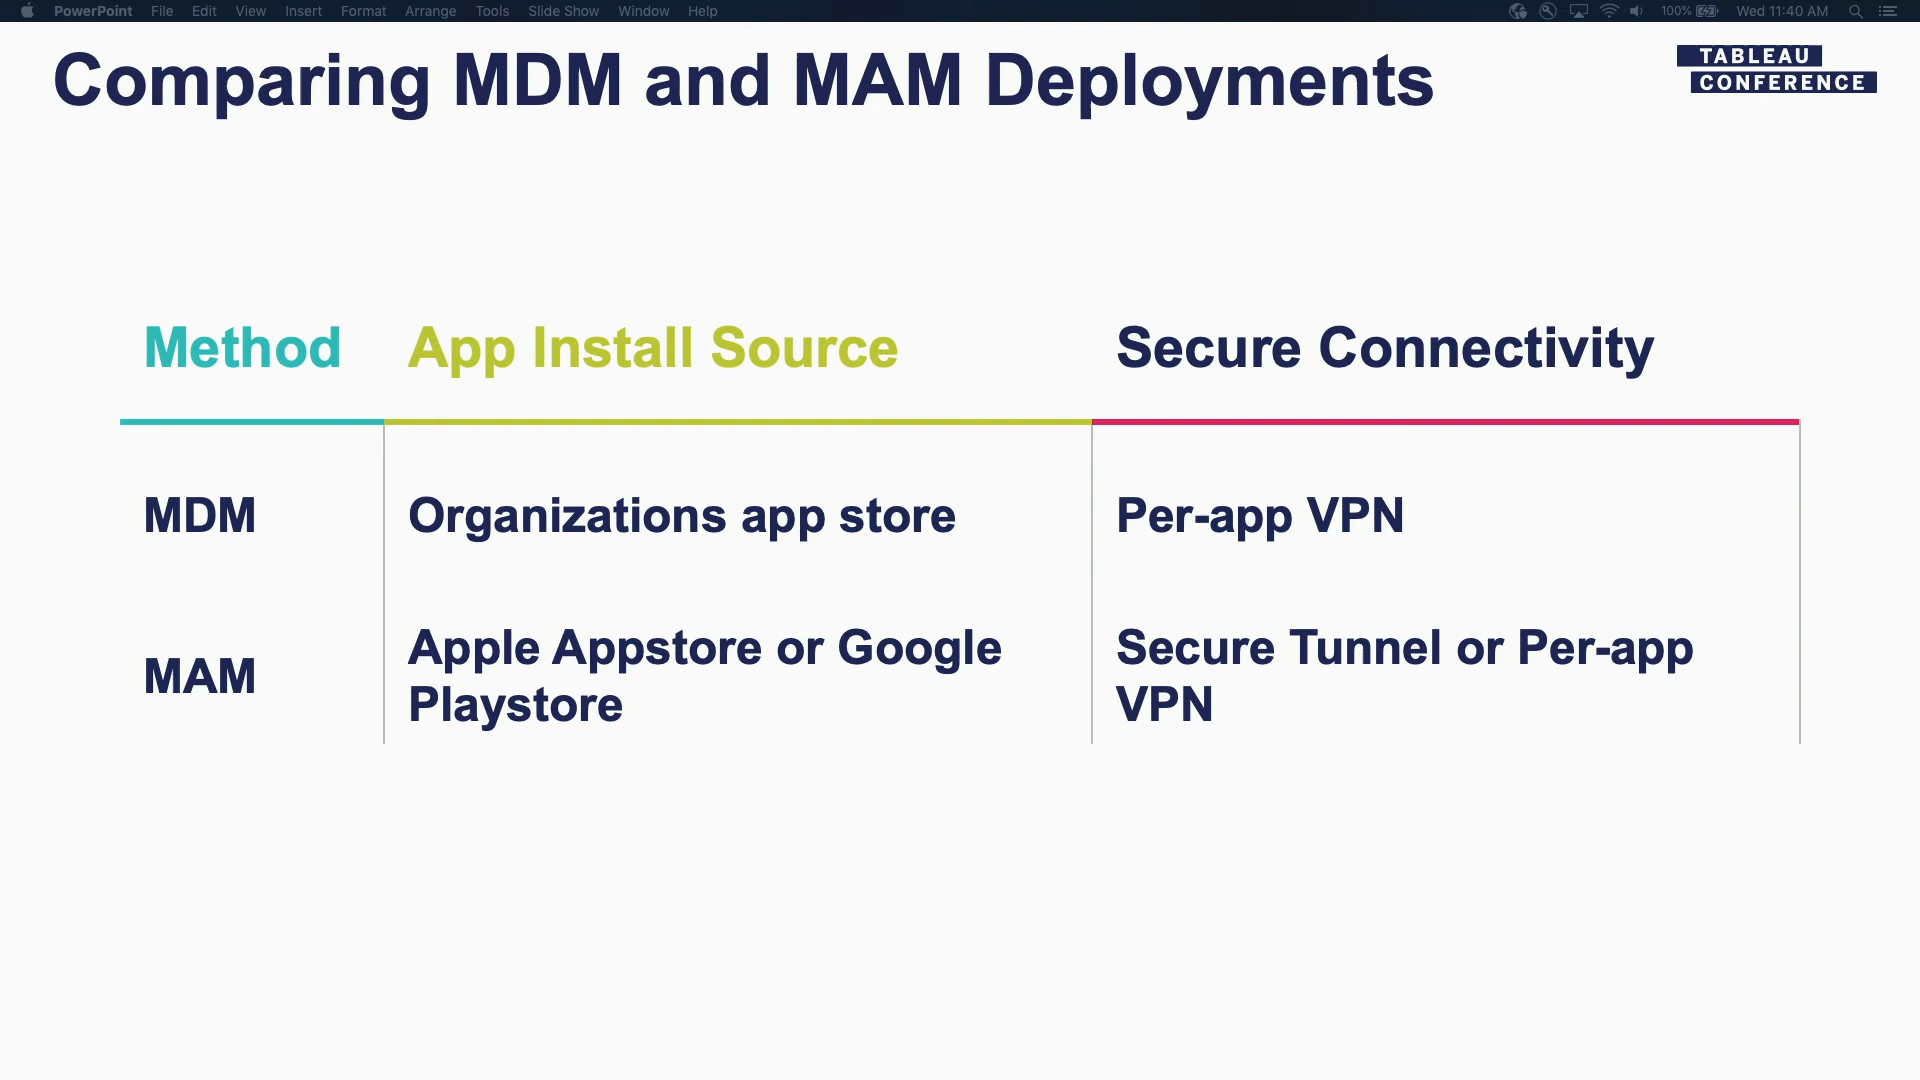 PowerPoint File Edit View Insert Format Arrange Tools Slide Show Window Help 100% Wed 11:40 AM
Comparing MDM and MAM Deployments
TABLEAU
CONFERENCE
Method App Install Source Secure Connectivity
MDM Organizations app store Per-app VPN
MAM Apple Appstore or Google Playstore Secure Tunnel or Per-app VPN